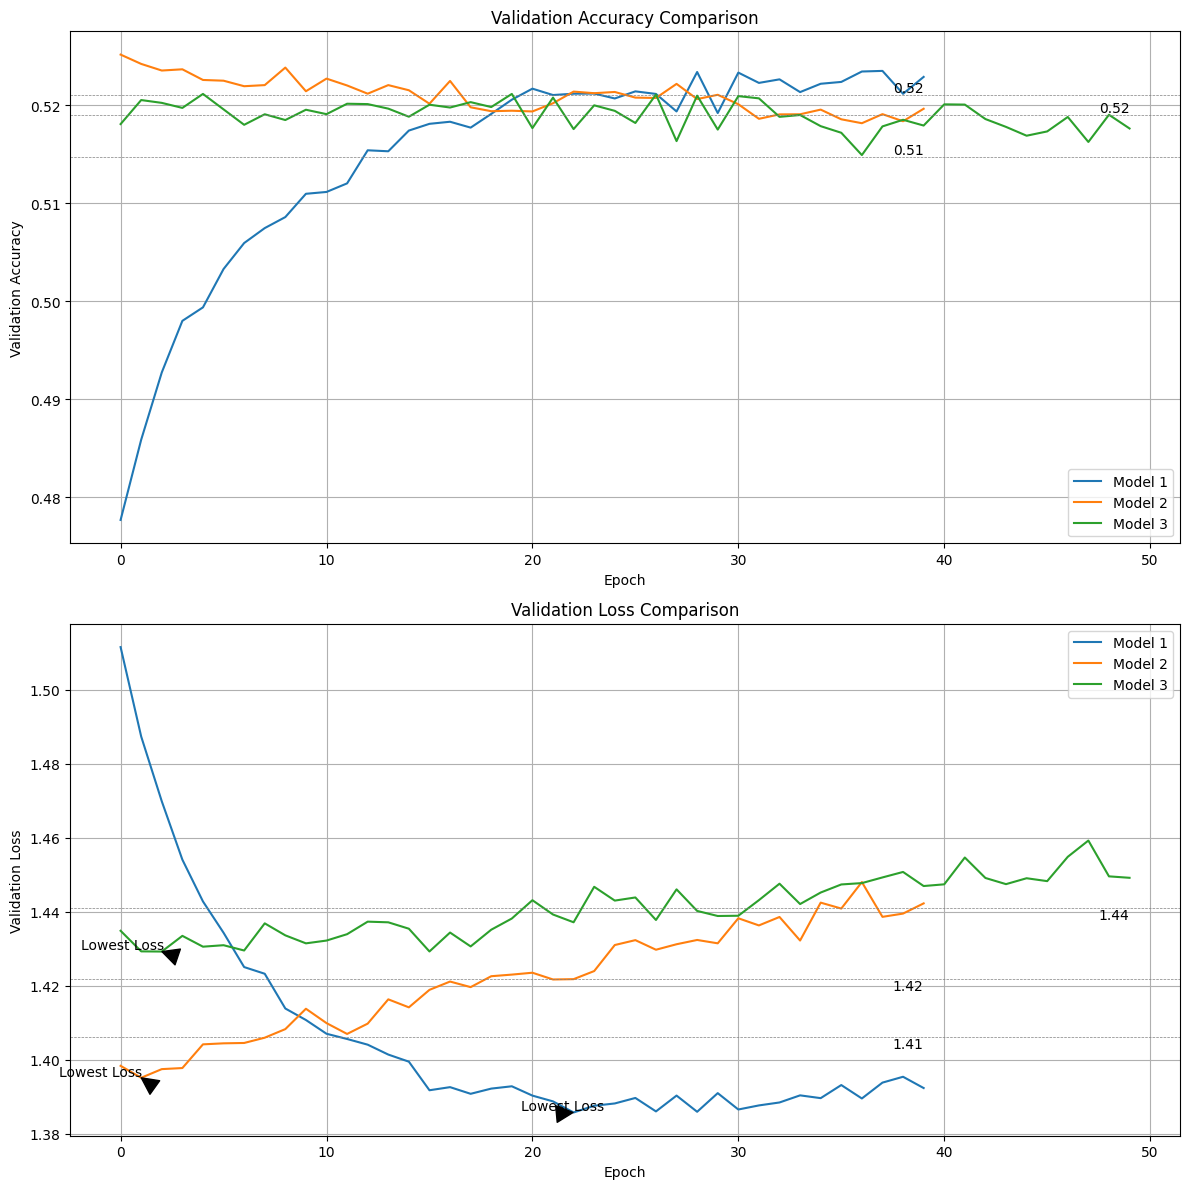 Validation Accuracy Comparison
Validation Accuracy
0.52
0.51
0.50
0.49
0.48
0.52
0.52
0.51
Model 1
Model 2
Model 3
0
10
20
30
40
50
Epoch
Validation Loss Comparison
Validation Loss
1.50
1.48
1.46
1.44
1.42
1.40
1.38
Model 1
Model 2
Model 3
Lowest Loss
1.44
1.42
1.41
Lowest Loss
Lowest Loss
0
10
20
30
40
50
Epoch